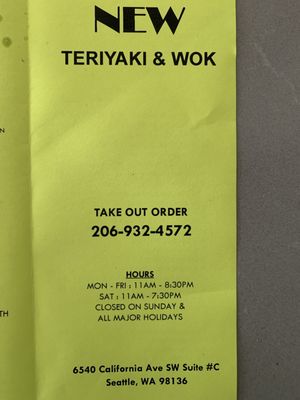 NEW
TERIYAKI & WOK
TAKE OUT ORDER
206-932-4572
HOURS
MON - FRI : 11AM - 8:30PM
SAT : 11AM - 7:30PM
CLOSED ON SUNDAY &
ALL MAJOR HOLIDAYS
6540 California Ave SW Suite #C
Seattle, WA 98136
N
TH